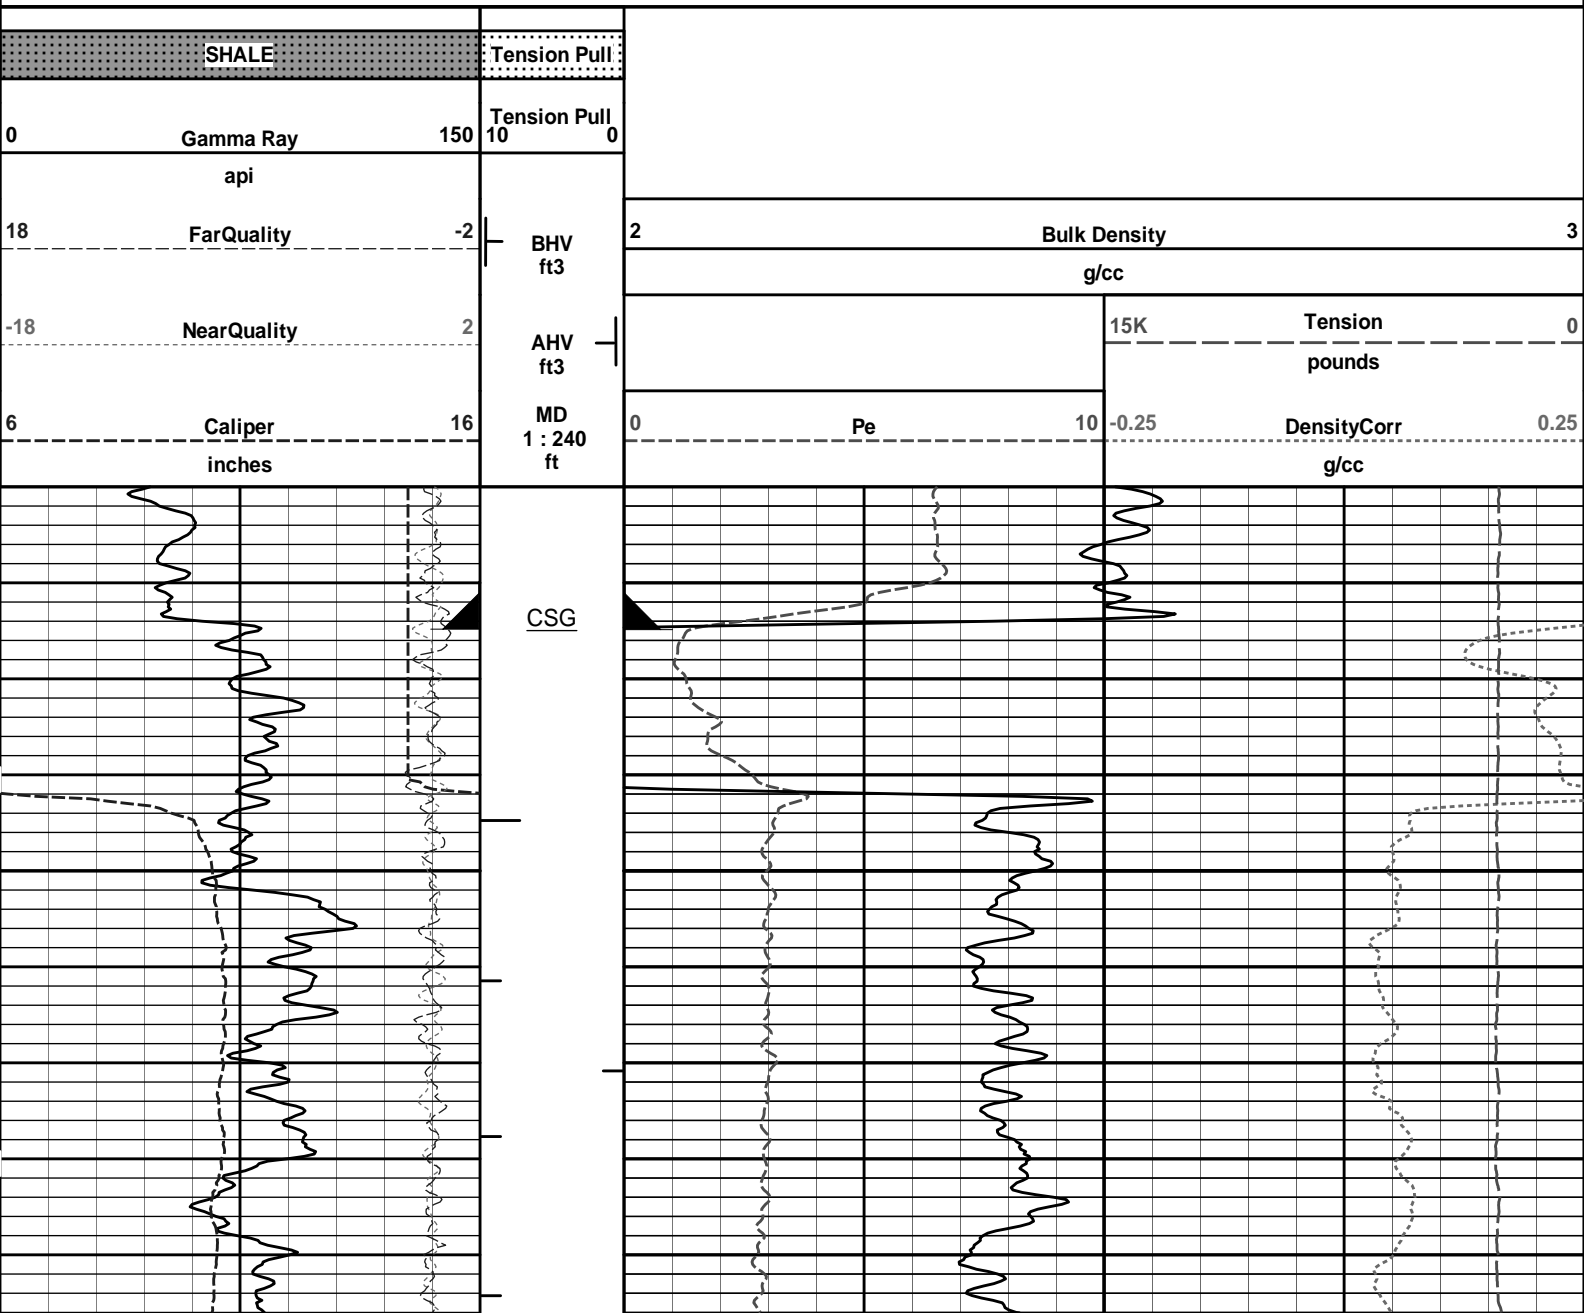 SHALE
Tension Pull
Tension Pull
0 Gamma Ray 150
10 0
api
18 FarQuality -2
BHV
ft3
2 Bulk Density 3
g/cc
-18 NearQuality 2
AHV
ft3
15K Tension 0
pounds
6 Caliper 16
inches
MD
1 : 240
ft
0 Pe 10
-0.25 DensityCorr 0.25
g/cc
CSG